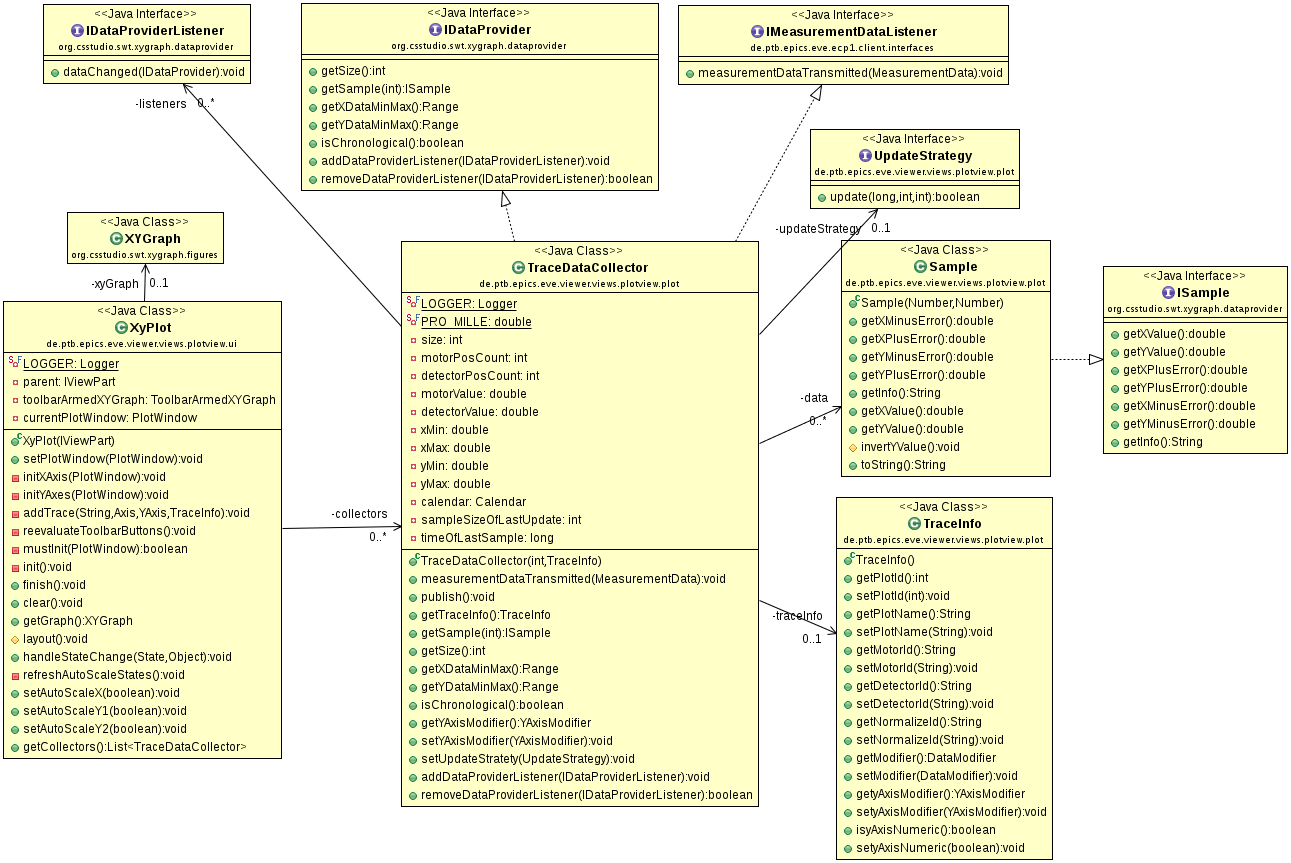 <<Java Interface>>
IDataProviderListener
org.csstudio.swt.xygraph.dataprovider
dataChanged(IDataProvider):void
<<Java Interface>>
IDataProvider
org.csstudio.swt.xygraph.dataprovider
getSize():int
getSample(int):ISample
getXDataMinMax():Range
getYDataMinMax():Range
isChronological():boolean
addDataProviderListener(IDataProviderListener):void
removeDataProviderListener(IDataProviderListener):boolean
<<Java Interface>>
IMeasurementDataListener
de.ptb.epics.eve.ecp1.client.interfaces
measurementDataTransmitted(MeasurementData):void
-listeners 0..*
<<Java Interface>>
UpdateStrategy
de.ptb.epics.eve.viewer.views.plotview.plot
update(long,int,int):boolean
-updateStrategy 0..1
<<Java Class>>
XYGraph
org.csstudio.swt.xygraph.figures
-xyGraph 0..1
<<Java Class>>
XyPlot
de.ptb.epics.eve.viewer.views.plotview.ui
LOGGER: Logger
parent: IViewPart
toolbarArmedXYGraph: ToolbarArmedXYGraph
currentPlotWindow: PlotWindow
XyPlot(IViewPart)
setPlotWindow(PlotWindow):void
initXAxis(PlotWindow):void
initYAxes(PlotWindow):void
addTrace(String,Axis,YAxis,TraceInfo):void
reevaluateToolbarButtons():void
mustInit(PlotWindow):boolean
init():void
finish():void
clear():void
getGraph():XYGraph
layout():void
handleStateChange(State,Object):void
refreshAutoScaleStates():void
setAutoScaleX(boolean):void
setAutoScaleY1(boolean):void
setAutoScaleY2(boolean):void
getCollectors():List<TraceDataCollector>
-collectors
0..*
<<Java Class>>
TraceDataCollector
de.ptb.epics.eve.viewer.views.plotview.plot
LOGGER: Logger
PRO_MILLE: double
size: int
motorPosCount: int
detectorPosCount: int
motorValue: double
detectorValue: double
xMin: double
xMax: double
yMin: double
yMax: double
calendar: Calendar
sampleSizeOfLastUpdate: int
timeOfLastSample: long
TraceDataCollector(int,TraceInfo)
measurementDataTransmitted(MeasurementData):void
publish():void
getTraceInfo():TraceInfo
getSample(int):ISample
getSize():int
getXDataMinMax():Range
getYDataMinMax():Range
isChronological():boolean
getYAxisModifier():YAxisModifier
setYAxisModifier(YAxisModifier):void
setUpdateStratety(UpdateStrategy):void
addDataProviderListener(IDataProviderListener):void
removeDataProviderListener(IDataProviderListener):boolean
-data
0..*
<<Java Class>>
Sample
de.ptb.epics.eve.viewer.views.plotview.plot
Sample(Number,Number)
getXMinusError():double
getXPlusError():double
getYMinusError():double
getYPlusError():double
getInfo():String
getXValue():double
getYValue():double
invertYValue():void
toString():String
<<Java Interface>>
ISample
org.csstudio.swt.xygraph.dataprovider
getXValue():double
getYValue():double
getXPlusError():double
getYPlusError():double
getXMinusError():double
getYMinusError():double
getInfo():String
-traceInfo
0..1
<<Java Class>>
TraceInfo
de.ptb.epics.eve.viewer.views.plotview.plot
TraceInfo()
getPlotId():int
setPlotId(int):void
getPlotName():String
setPlotName(String):void
getMotorId():String
setMotorId(String):void
getDetectorId():String
setDetectorId(String):void
getNormalizeId():String
setNormalizeId(String):void
getModifier():DataModifier
setModifier(DataModifier):void
getyAxisModifier():YAxisModifier
setyAxisModifier(YAxisModifier):void
isyAxisNumeric():boolean
setyAxisNumeric(boolean):void